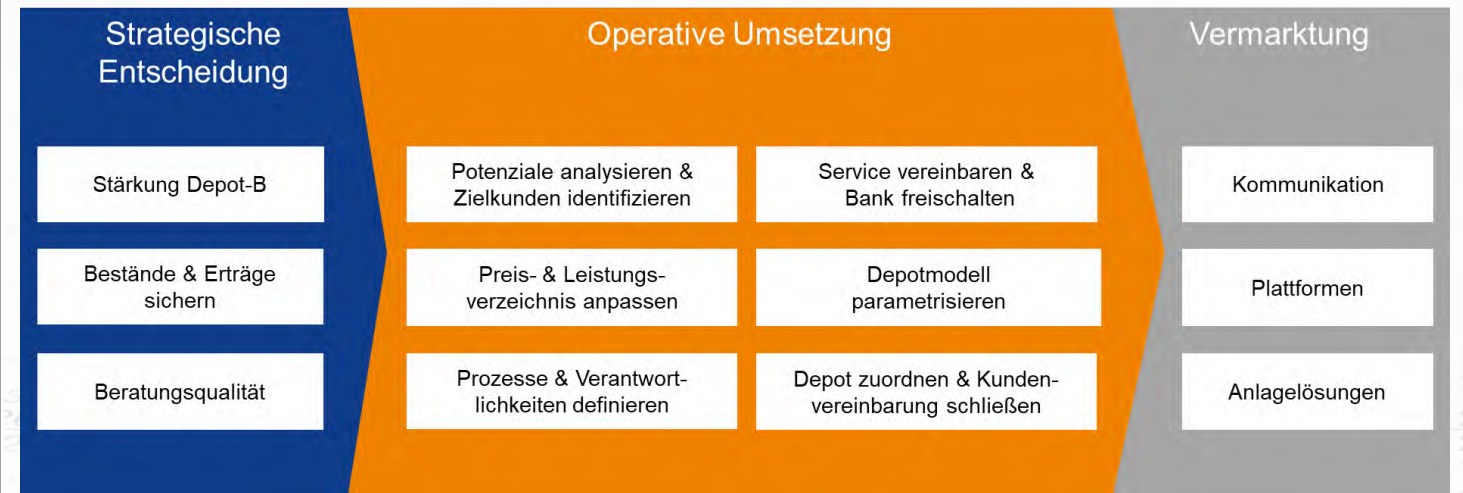 Strategische
Entscheidung
Stärkung Depot-B
Bestände & Erträge
sichern
Beratungsqualität
Operative Umsetzung
Potenziale analysieren &
Zielkunden identifizieren
Service vereinbaren &
Bank freischalten
Preis- & Leistungs-
verzeichnis anpassen
Depotmodell
parametrisieren
Prozesse & Verantwort-
lichkeiten definieren
Depot zuordnen & Kunden-
vereinbarung schließen
Vermarktung
Kommunikation
Plattformen
Anlagelösungen